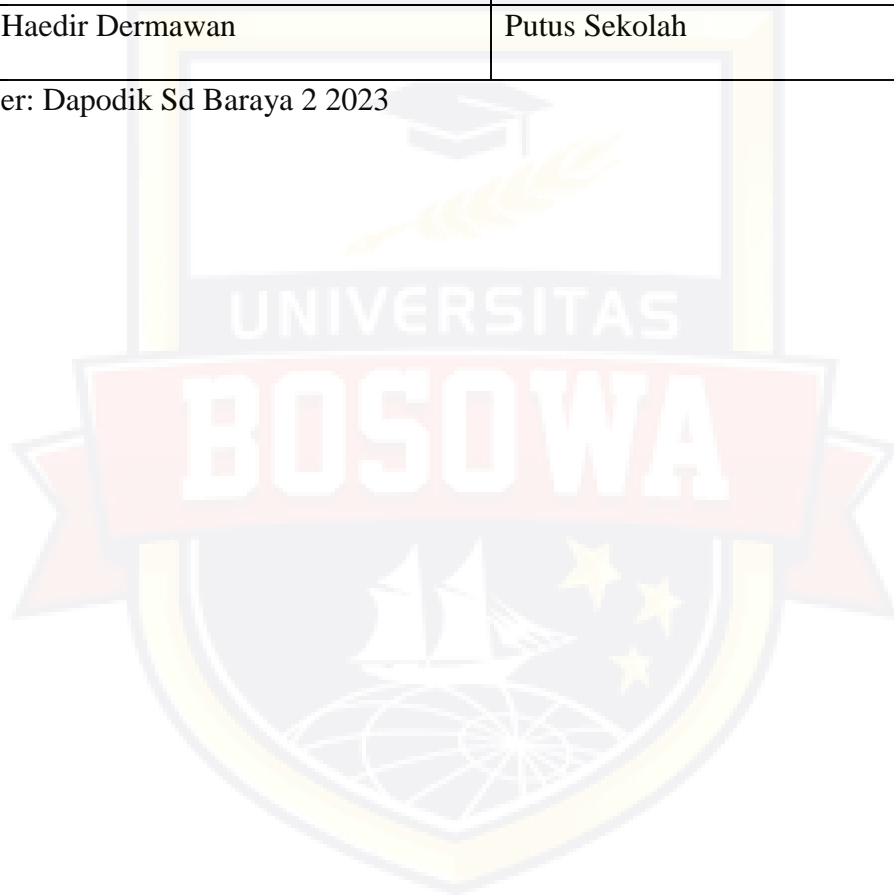 Haedir Dermawan Putus Sekolah
er: Dapodik Sd Baraya 2 2023
UNIVERSITAS
BOSOWA